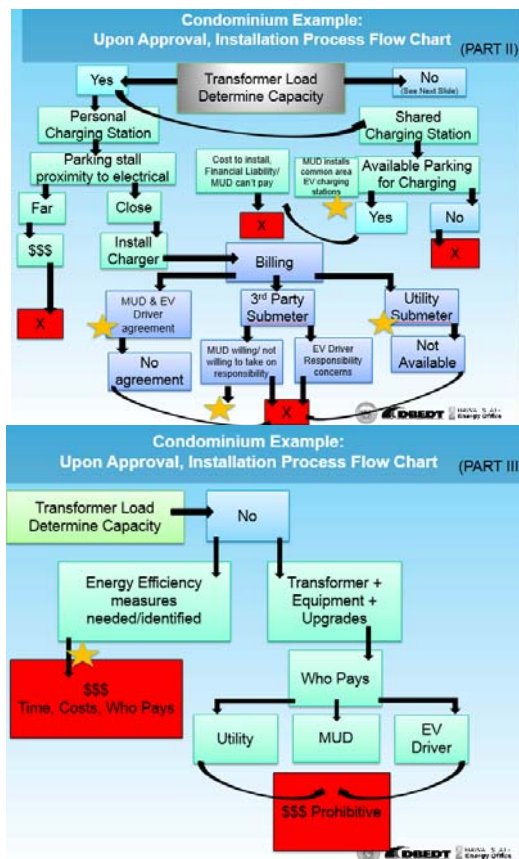 Condominium Example:
Upon Approval, Installation Process Flow Chart
(PART II)
Yes
Transformer Load
Determine Capacity
No
(See Next Slide)
Personal
Charging Station
Shared
Charging Station
Parking stall
proximity to electrical
Cost to install,
Financial Liability/
MUD can't pay
MUD installs
common area
EV charging
stations
Available Parking
for Charging
Far
Close
Yes
No
$$$
Install
Charger
X
X
Billing
X
MUD & EV
Driver
agreement
3rd Party
Submeter
Utility
Submeter
No
agreement
MUD willing/ not
willing to take on
responsibility
EV Driver
Responsibility
concerns
Not
Available
X
DBEDT
Energy Office
Condominium Example:
Upon Approval, Installation Process Flow Chart
(PART III
Transformer Load
Determine Capacity
No
Energy Efficiency
measures
needed/identified
Transformer +
Equipment +
Upgrades
$$$
Time, Costs, Who Pays
Who Pays
Utility
MUD
EV
Driver
$$$ Prohibitive
DBEDT
Energy Office